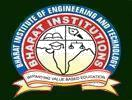 BHARAT INSTITUTE OF ENGINEERING AND TECHNOLOGY
BHARAT INSTITUTIONS
IMPARTING VALUE BASED EDUCATION